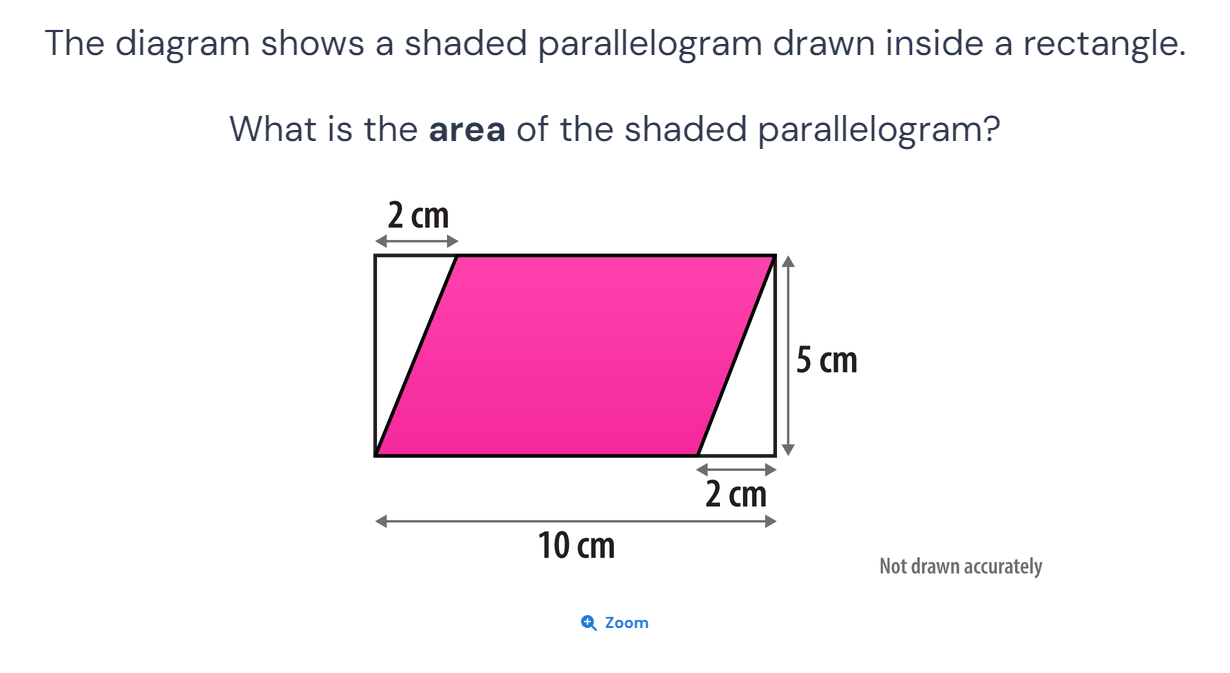 The diagram shows a shaded parallelogram drawn inside a rectangle.
What is the area of the shaded parallelogram?
2 cm
5 cm
2 cm
10 cm
Not drawn accurately
Zoom